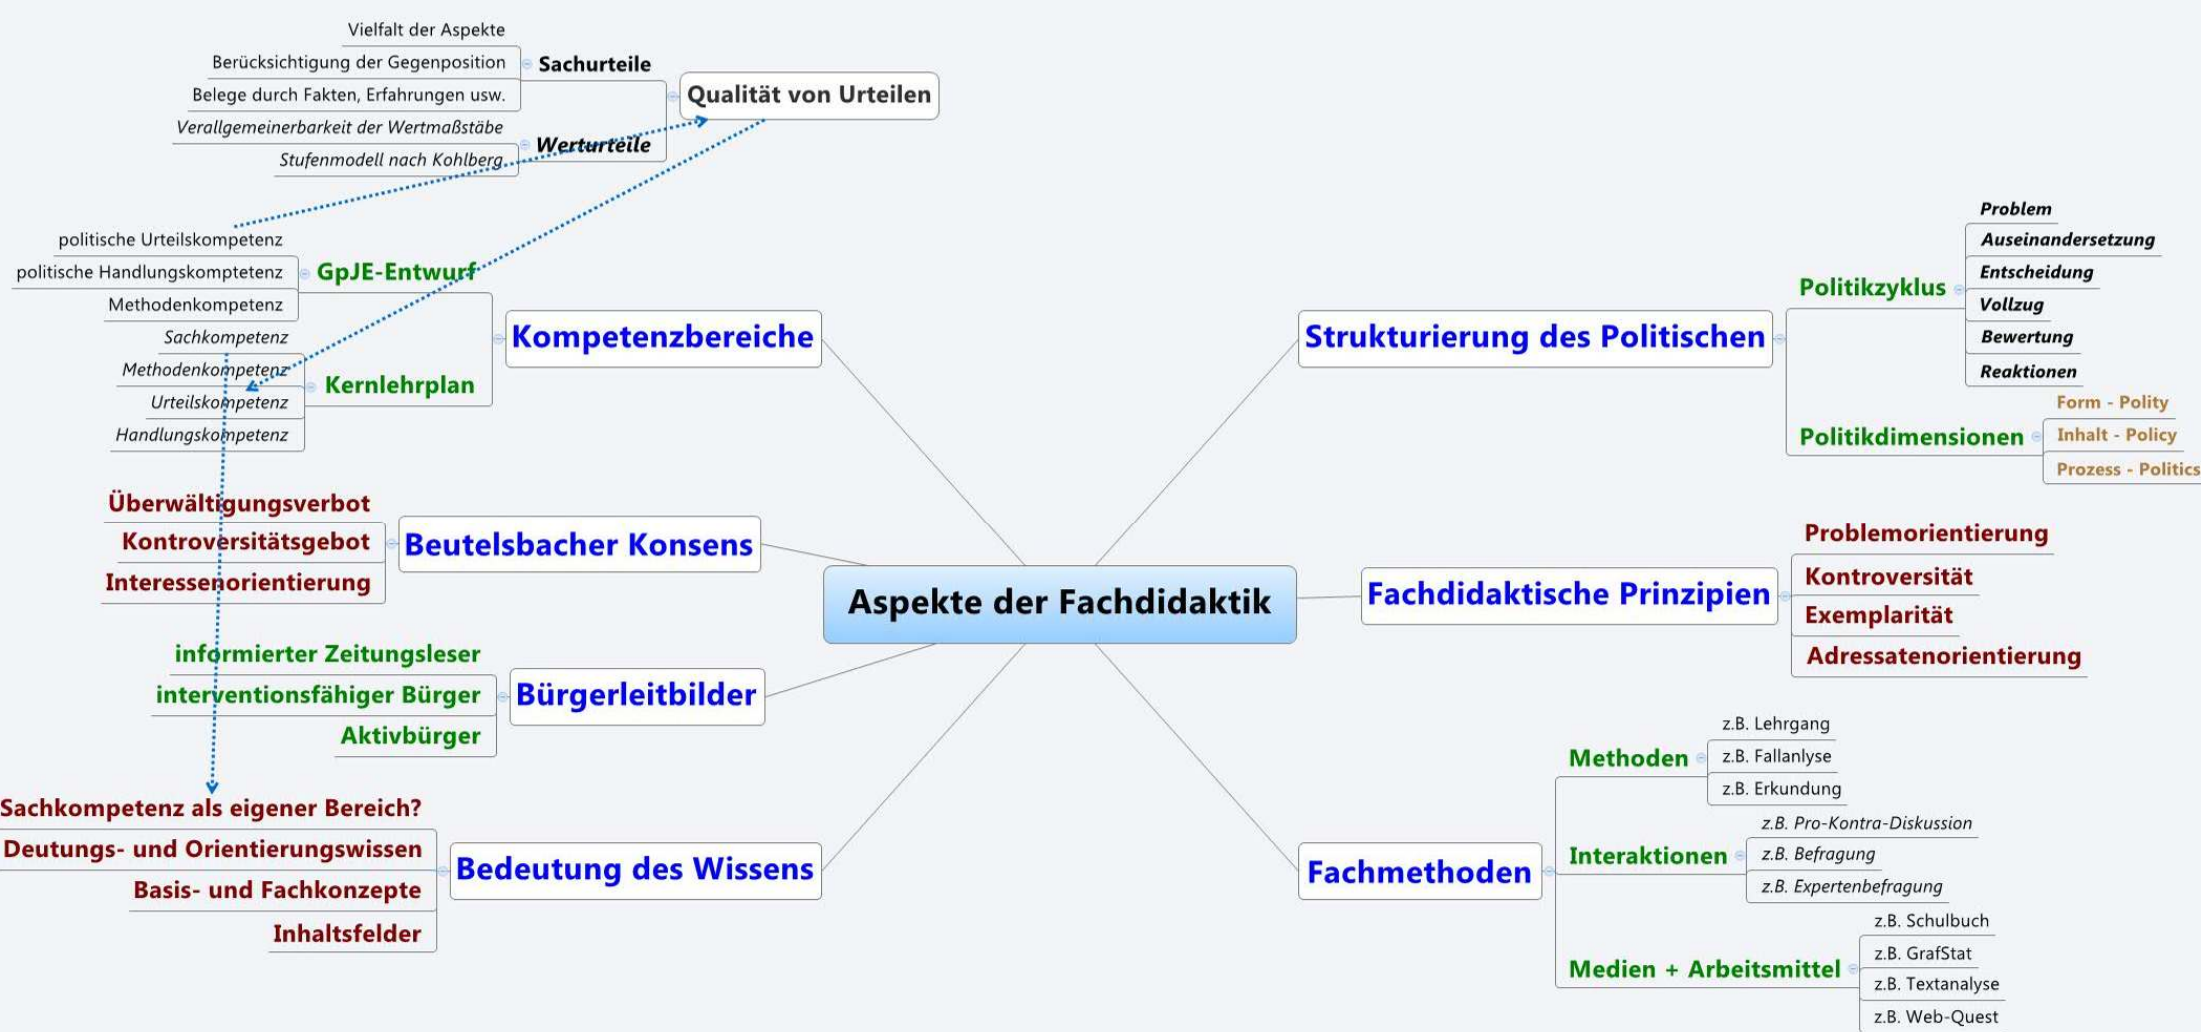 Vielfalt der Aspekte
Berücksichtigung der Gegenposition
Belege durch Fakten, Erfahrungen usw.
Sachurteile
Verallgemeinerbarkeit der Wertmaßstäbe
Stufenmodell nach Kohlberg
Werturteile
Qualität von Urteilen
politische Urteilskompetenz
politische Handlungskomptetenz
Methodenkompetenz
GpJE-Entwurf
Sachkompetenz
Methodenkompetenz
Urteilskompetenz
Handlungskompetenz
Kernlehrplan
Kompetenzbereiche
Überwältigungsverbot
Kontroversitätsgebot
Interessenorientierung
Beutelsbacher Konsens
informierter Zeitungsleser
interventionsfähiger Bürger
Aktivbürger
Bürgerleitbilder
Sachkompetenz als eigener Bereich?
Deutungs- und Orientierungswissen
Basis- und Fachkonzepte
Inhaltsfelder
Bedeutung des Wissens
Aspekte der Fachdidaktik
Strukturierung des Politischen
Politikzyklus
Problem
Auseinandersetzung
Entscheidung
Vollzug
Bewertung
Reaktionen
Politikdimensionen
Form - Polity
Inhalt - Policy
Prozess - Politics
Fachdidaktische Prinzipien
Problemorientierung
Kontroversität
Exemplarität
Adressatenorientierung
Fachmethoden
Methoden
z.B. Lehrgang
z.B. Fallanlyse
z.B. Erkundung
Interaktionen
z.B. Pro-Kontra-Diskussion
z.B. Befragung
z.B. Expertenbefragung
Medien + Arbeitsmittel
z.B. Schulbuch
z.B. GrafStat
z.B. Textanalyse
z.B. Web-Quest